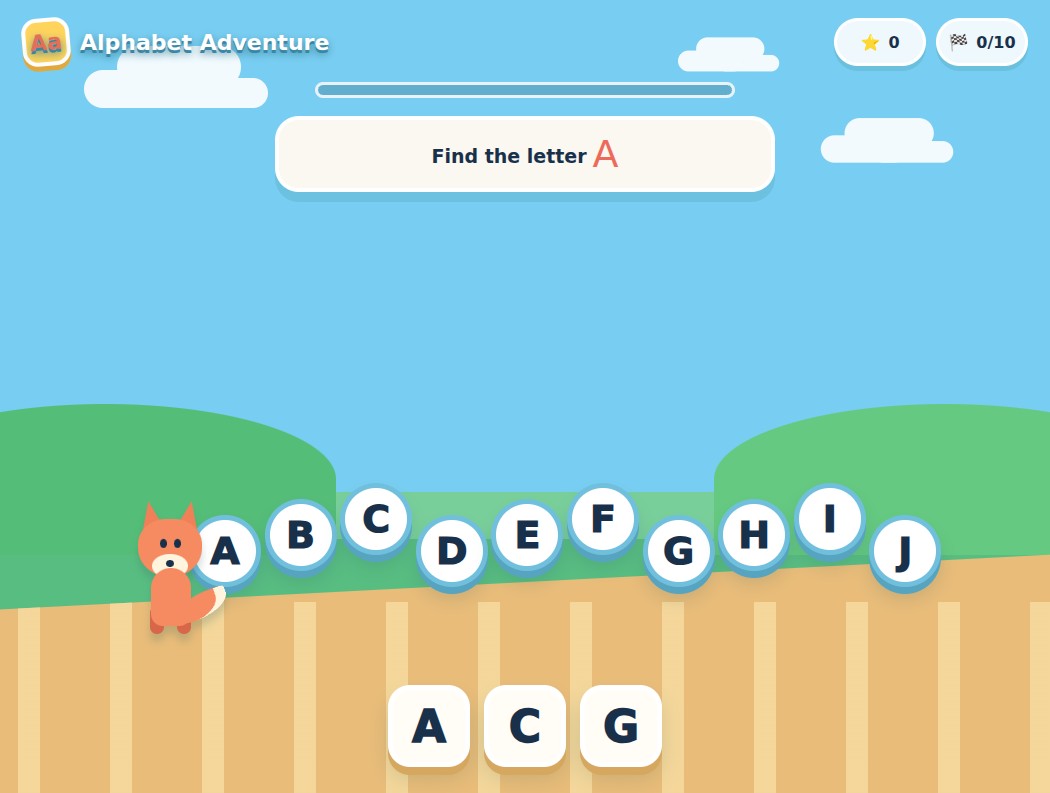 Aa Alphabet Adventure
⭐ 0
🏁 0/10
Find the letter A
A B C D E F G H I J
A C G